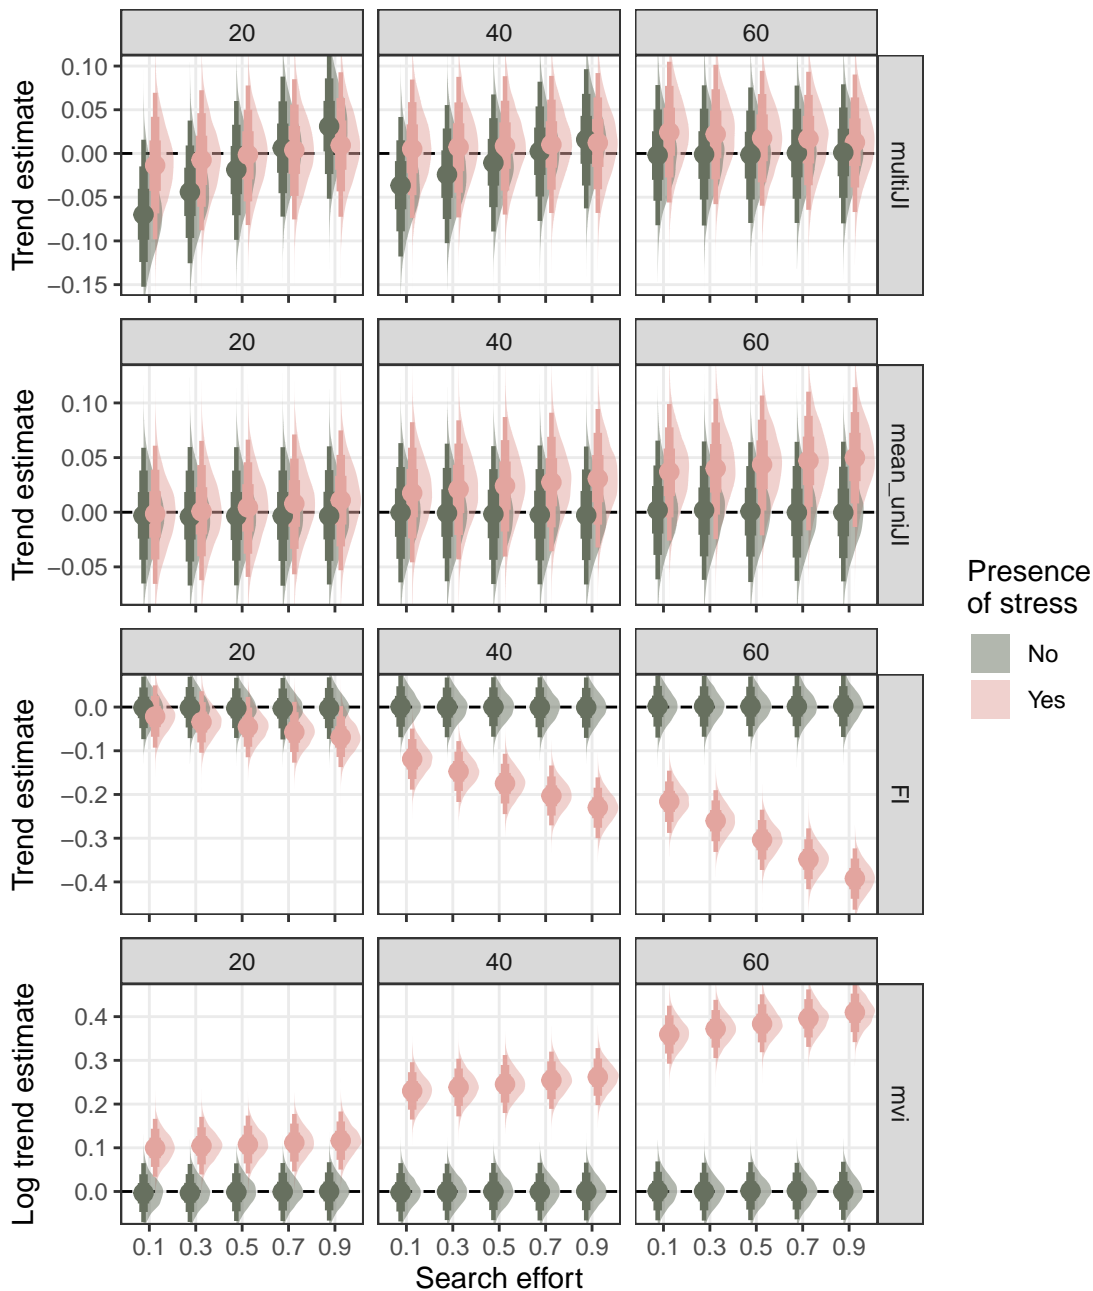 20 40 60
Trend estimate
0.10
0.05
0.00
−0.05
−0.10
−0.15
multiJI
20 40 60
Trend estimate
0.10
0.05
0.00
−0.05
mean_uniJI
20 40 60
Trend estimate
0.0
−0.1
−0.2
−0.3
−0.4
FI
20 40 60
Log trend estimate
0.4
0.3
0.2
0.1
0.0
mvi
0.1 0.3 0.5 0.7 0.9 0.1 0.3 0.5 0.7 0.9 0.1 0.3 0.5 0.7 0.9
Search effort
Presence
of stress
No
Yes